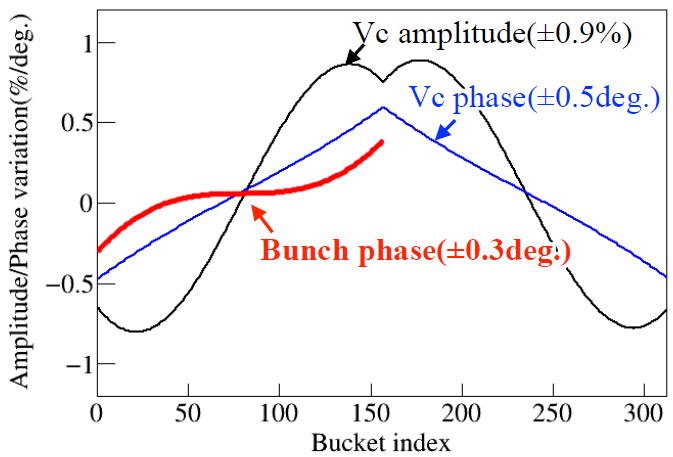 Vc amplitude(±0.9%)
Vc phase(±0.5deg.)
Bunch phase(±0.3deg.)
Amplitude/Phase variation(%/deg.)
1
0.5
0
−0.5
−1
0 50 100 150 200 250 300
Bucket index